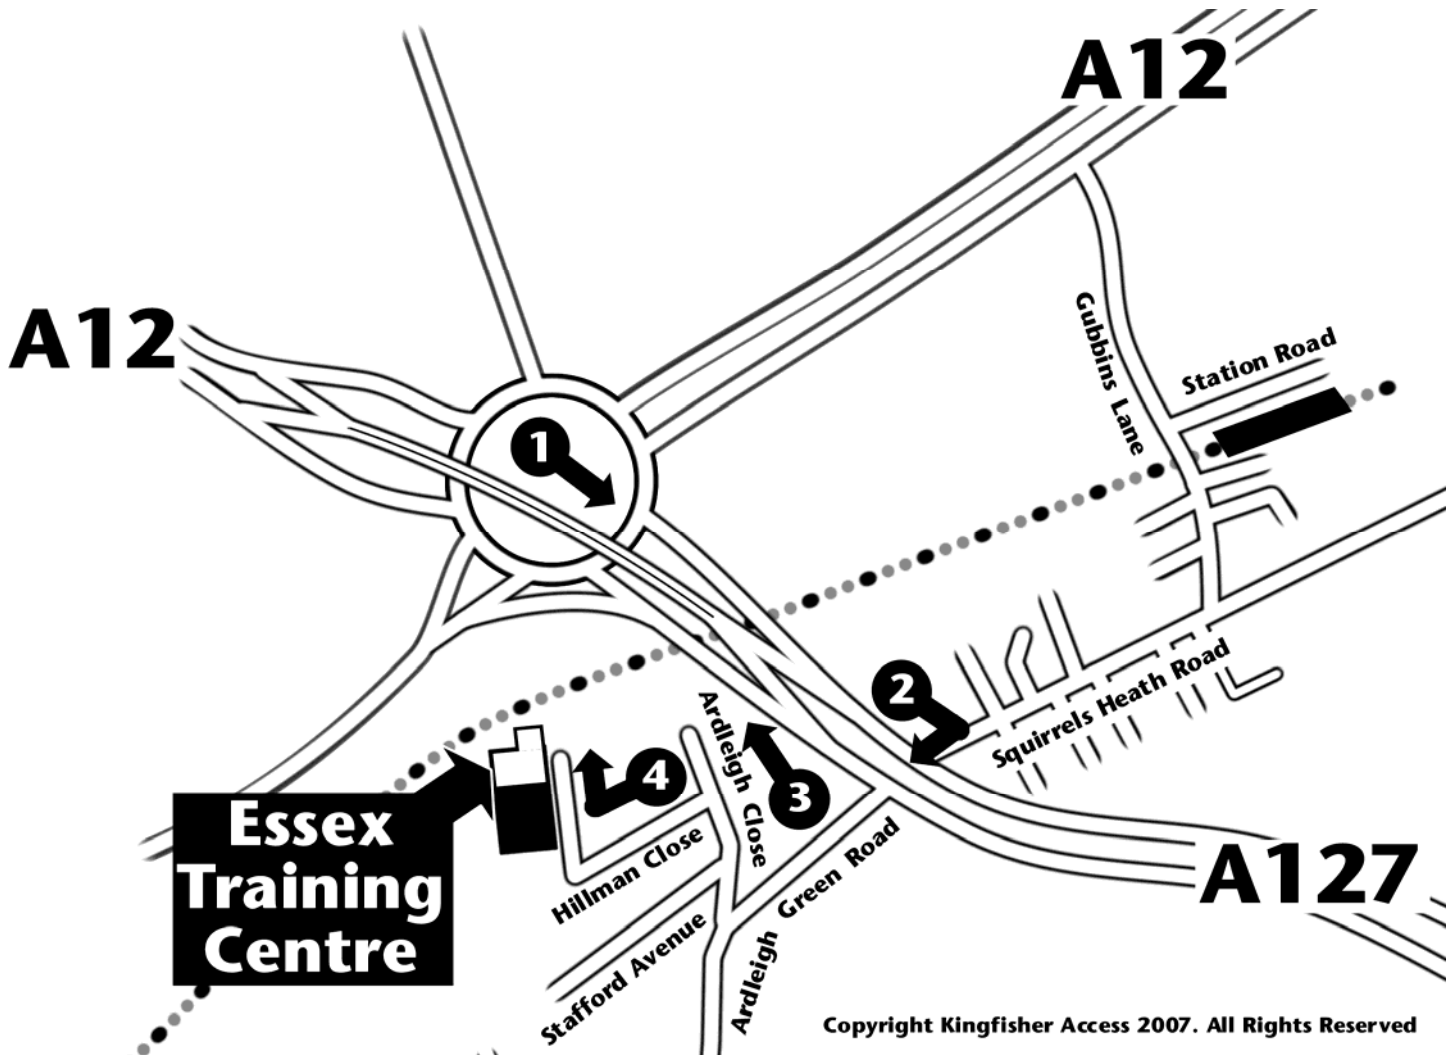 A12
A12
Gubbins Lane
Station Road
1
2
Squirrels Heath Road
Ardleigh Close
4
3
Essex
Training
Centre
Hillman Close
Ardleigh Green Road
A127
Stafford Avenue
Copyright Kingfisher Access 2007. All Rights Reserved